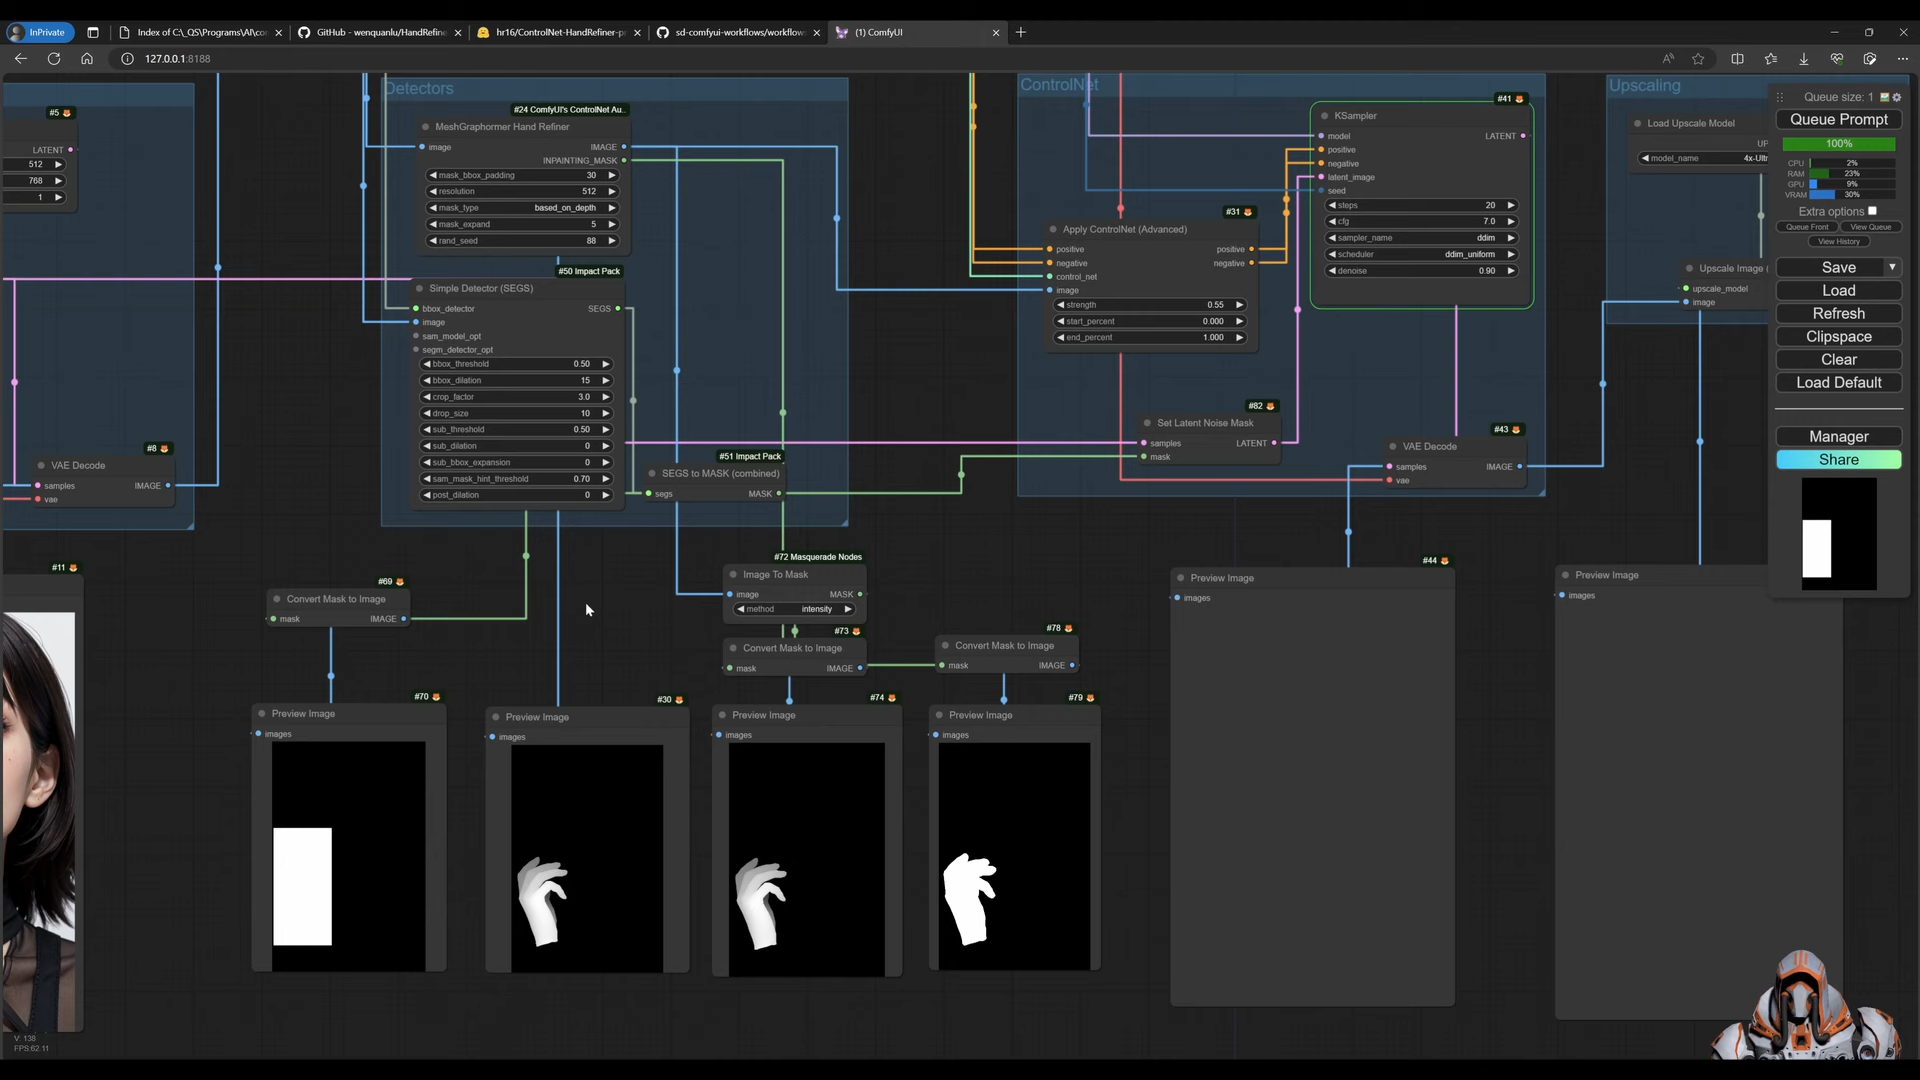 InPrivate
Index of C:\_QS\Programs\AI\co
GitHub - wenquanlu/HandRefine
hr16/ControlNet-HandRefiner-p
sd-comfyui-workflows/workflow
(1) ComfyUI
127.0.0.1:8188
Detectors
ControlNet
Upscaling
#5
LATENT
512
768
1
#8
VAE Decode
samples
IMAGE
vae
#11
#24 ComfyUI's ControlNet Au..
MeshGraphormer Hand Refiner
image
IMAGE
INPAINTING_MASK
mask_bbox_padding 30
resolution 512
mask_type based_on_depth
mask_expand 5
rand_seed 88
#50 Impact Pack
Simple Detector (SEGS)
bbox_detector
SEGS
image
sam_model_opt
segm_detector_opt
bbox_threshold 0.50
bbox_dilation 15
crop_factor 3.0
drop_size 10
sub_threshold 0.50
sub_dilation 0
sub_bbox_expansion 0
sam_mask_hint_threshold 0.70
post_dilation 0
#51 Impact Pack
SEGS to MASK (combined)
segs
MASK
#72 Masquerade Nodes
Image To Mask
image
MASK
method intensity
#73
Convert Mask to Image
mask
IMAGE
#78
Convert Mask to Image
mask
IMAGE
#69
Convert Mask to Image
mask
IMAGE
#70
Preview Image
images
#30
Preview Image
images
#74
Preview Image
images
#79
Preview Image
images
#31
Apply ControlNet (Advanced)
positive
positive
negative
negative
control_net
image
strength 0.55
start_percent 0.000
end_percent 1.000
#41
KSampler
model
LATENT
positive
negative
latent_image
seed
steps 20
cfg 7.0
sampler_name ddim
scheduler ddim_uniform
denoise 0.90
#82
Set Latent Noise Mask
samples
LATENT
mask
#43
VAE Decode
samples
IMAGE
vae
#44
Preview Image
images
Preview Image
images
Load Upscale Model
UP
model_name 4x-Ultr
Upscale Image (
upscale_model
image
Queue size: 1
Queue Prompt
100%
CPU 2%
RAM 23%
GPU 9%
VRAM 30%
Extra options
Queue Front
View Queue
View History
Save
Load
Refresh
Clipspace
Clear
Load Default
Manager
Share
V: 138
FPS:62.11